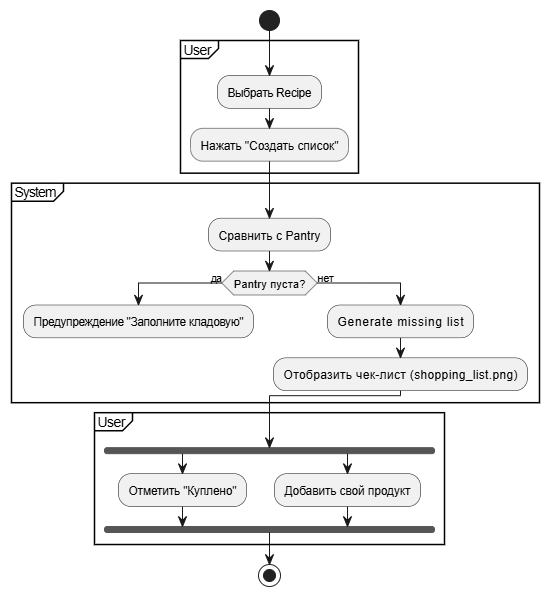 User
Выбрать Recipe
Нажать "Создать список"
System
Сравнить с Pantry
да
Pantry пуста?
нет
Предупреждение "Заполните кладовую"
Generate missing list
Отобразить чек-лист (shopping_list.png)
User
Отметить "Куплено"
Добавить свой продукт